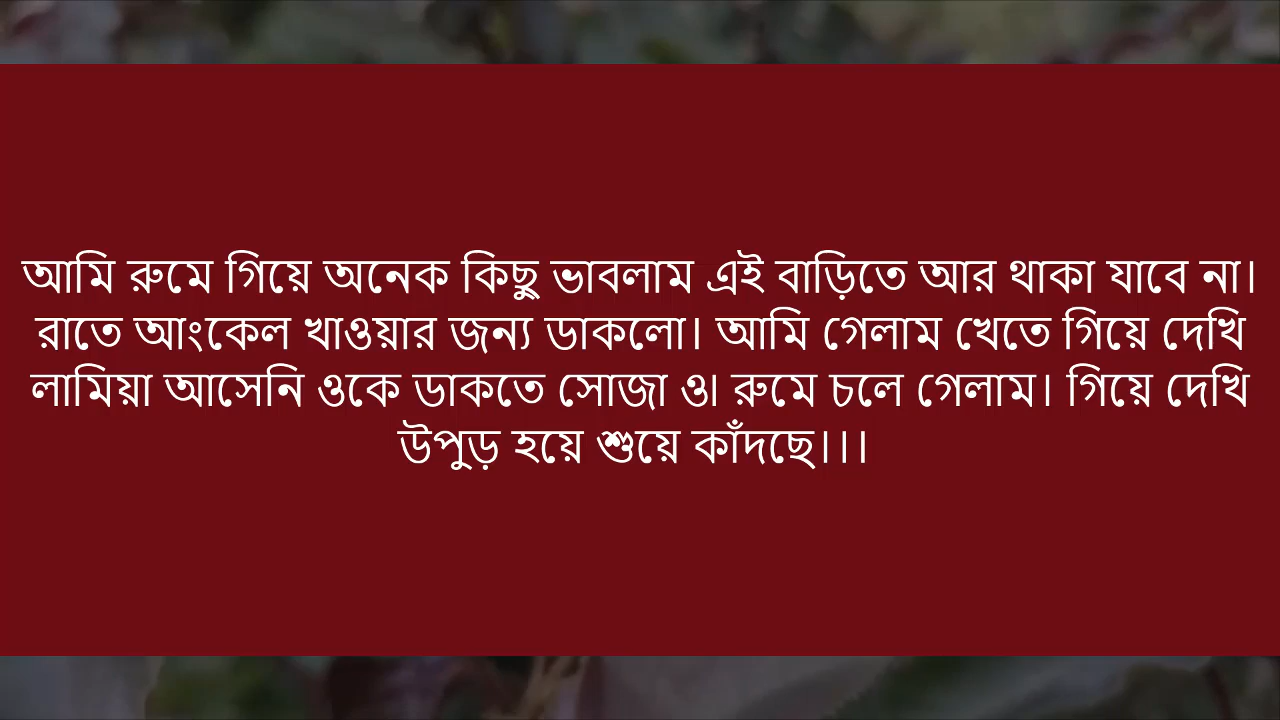 আমি রুমে গিয়ে অনেক কিছু ভাবলাম এই বাড়িতে আর থাকা যাবে না।
রাতে আংকেল খাওয়ার জন্য ডাকলো। আমি গেলাম খেতে গিয়ে দেখি
লামিয়া আসেনি ওকে ডাকতে সোজা ও। রুমে চলে গেলাম। গিয়ে দেখি
উপুড় হয়ে শুয়ে কাঁদছে।।।